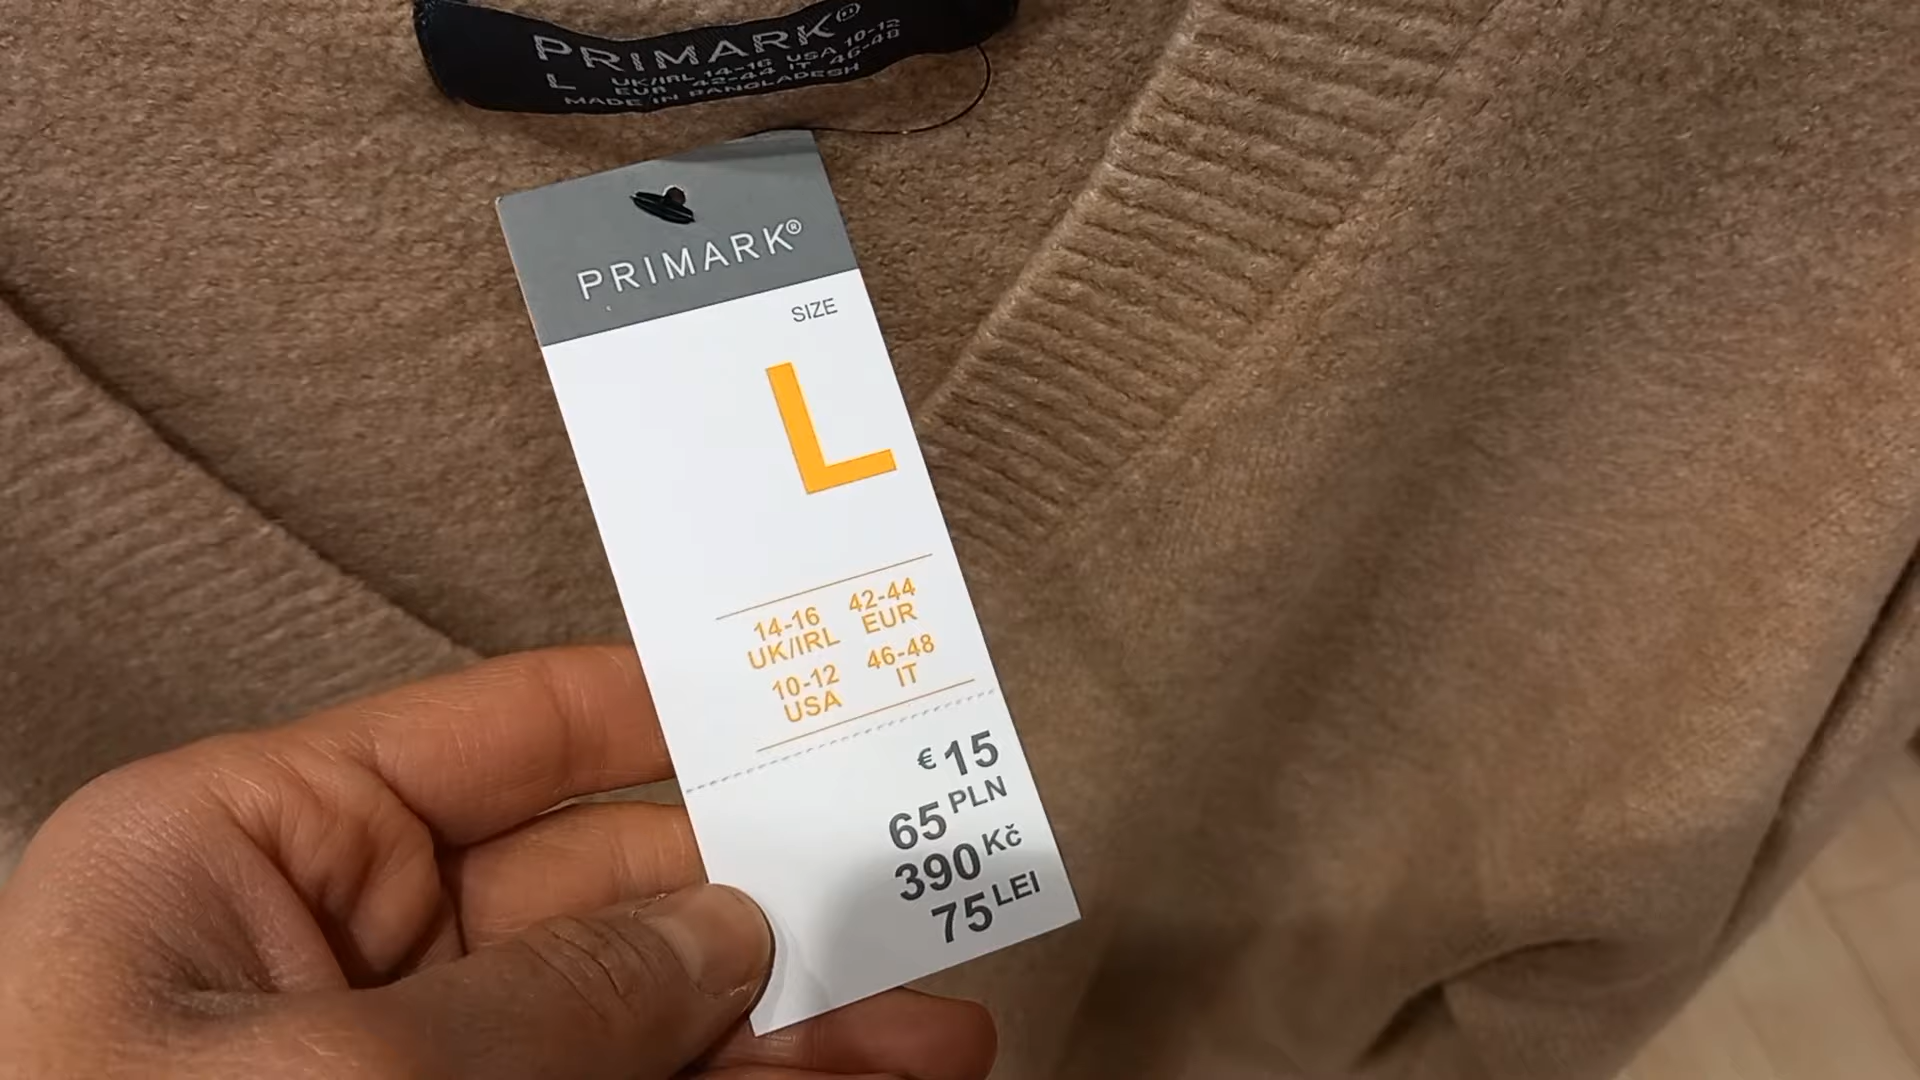 PRIMARK®
L UK/IRL 14-16 USA 10-12
EUR 42-44 IT 46-48
MADE IN BANGLADESH
PRIMARK®
SIZE
L
14-16 42-44
UK/IRL EUR
10-12 46-48
USA IT
€15
65 PLN
390 Kč
75 LEI